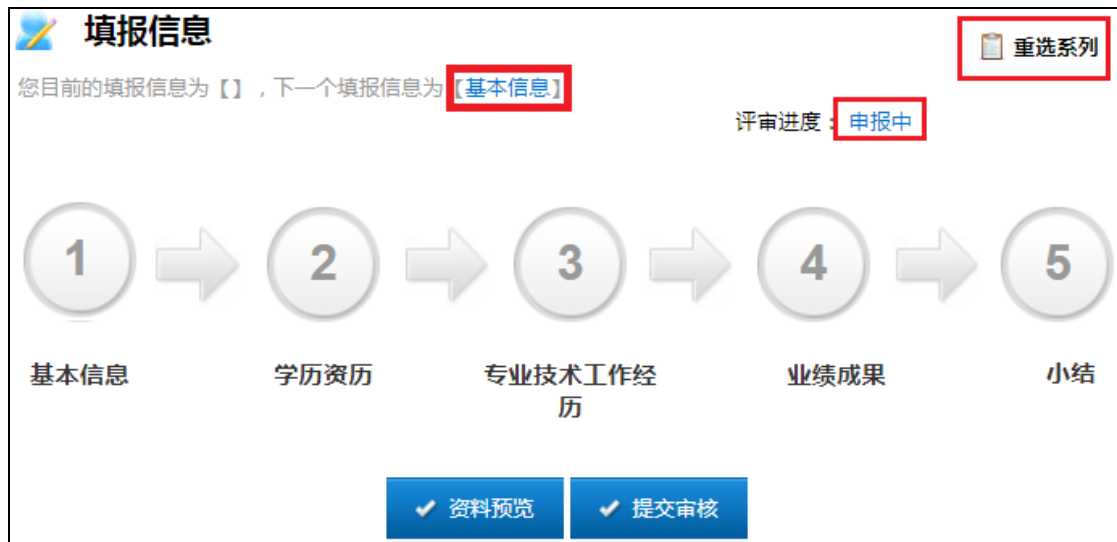 填报信息
重选系列
您目前的填报信息为【】,下一个填报信息为【基本信息】
评审进度:申报中
1
2
3
4
5
基本信息
学历资历
专业技术工作经
历
业绩成果
小结
资料预览
提交审核